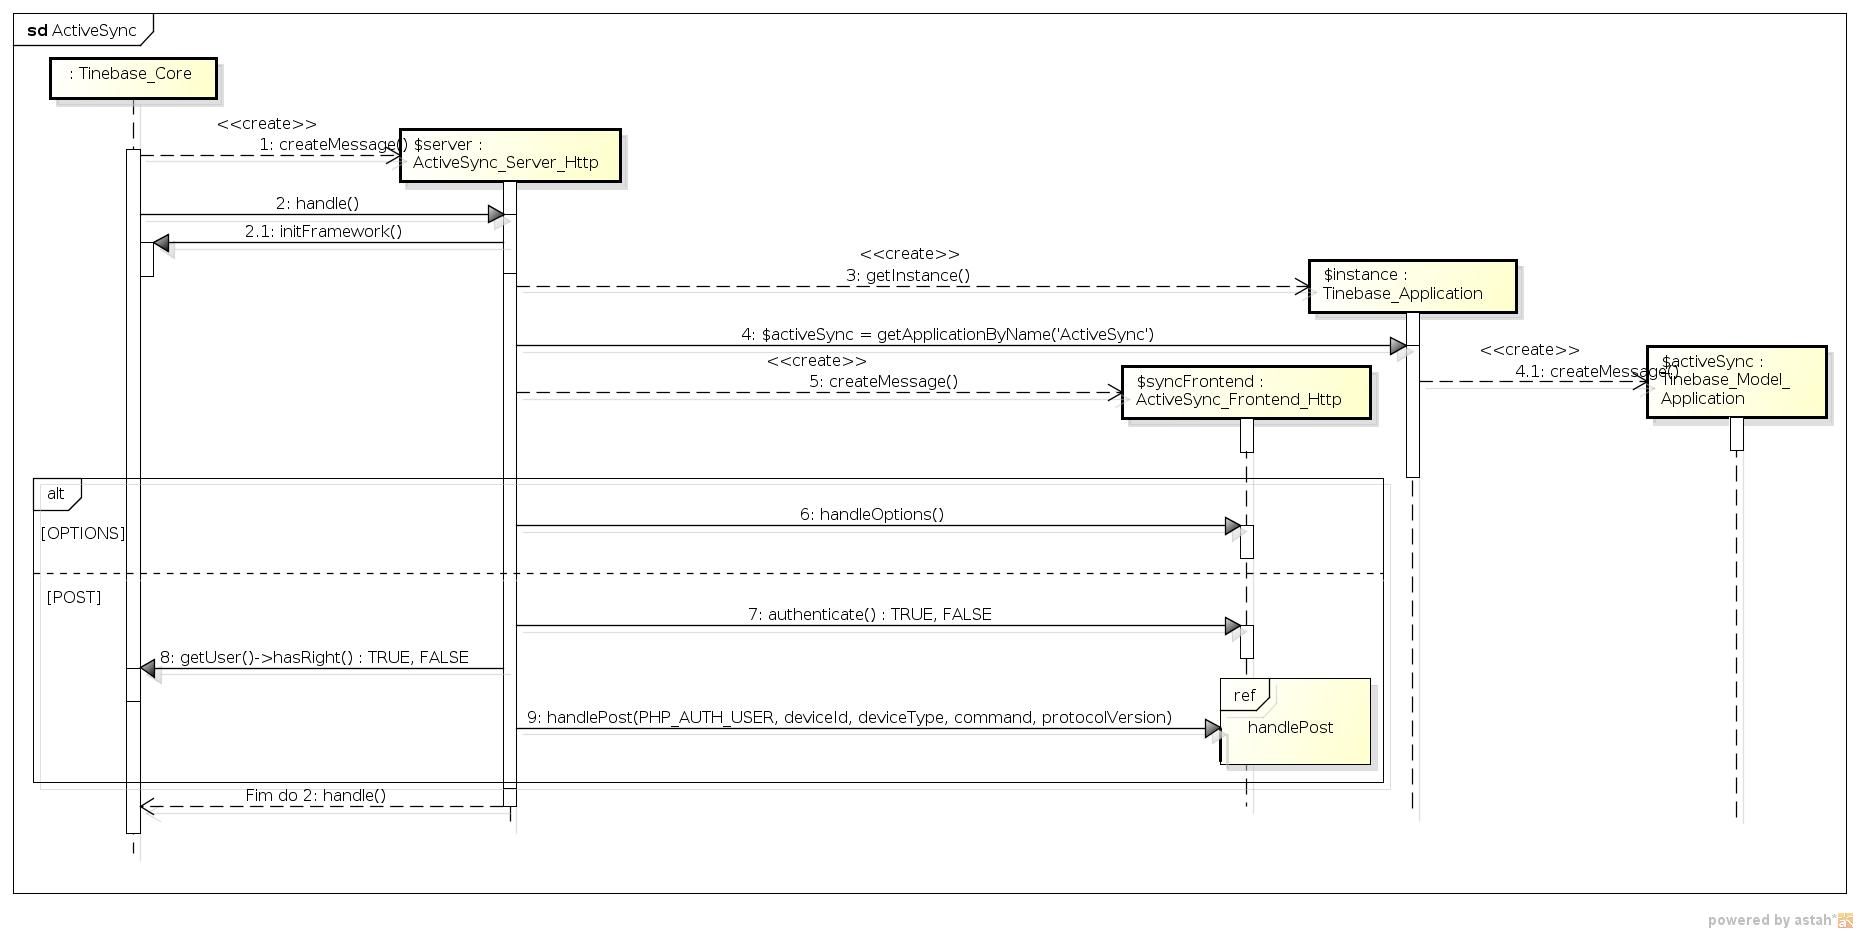 sd ActiveSync
: Tinebase_Core
<<create>>
1: createMessage()
$server :
ActiveSync_Server_Http
2: handle()
2.1: initFramework()
<<create>>
3: getInstance()
$instance :
Tinebase_Application
4: $activeSync = getApplicationByName('ActiveSync')
<<create>>
5: createMessage()
$syncFrontend :
ActiveSync_Frontend_Http
<<create>>
4.1: createMessage()
$activeSync :
Tinebase_Model_
Application
alt
[OPTIONS]
6: handleOptions()
[POST]
7: authenticate() : TRUE, FALSE
8: getUser()->hasRight() : TRUE, FALSE
ref
9: handlePost(PHP_AUTH_USER, deviceId, deviceType, command, protocolVersion)
handlePost
Fim do 2: handle()
powered by astah*